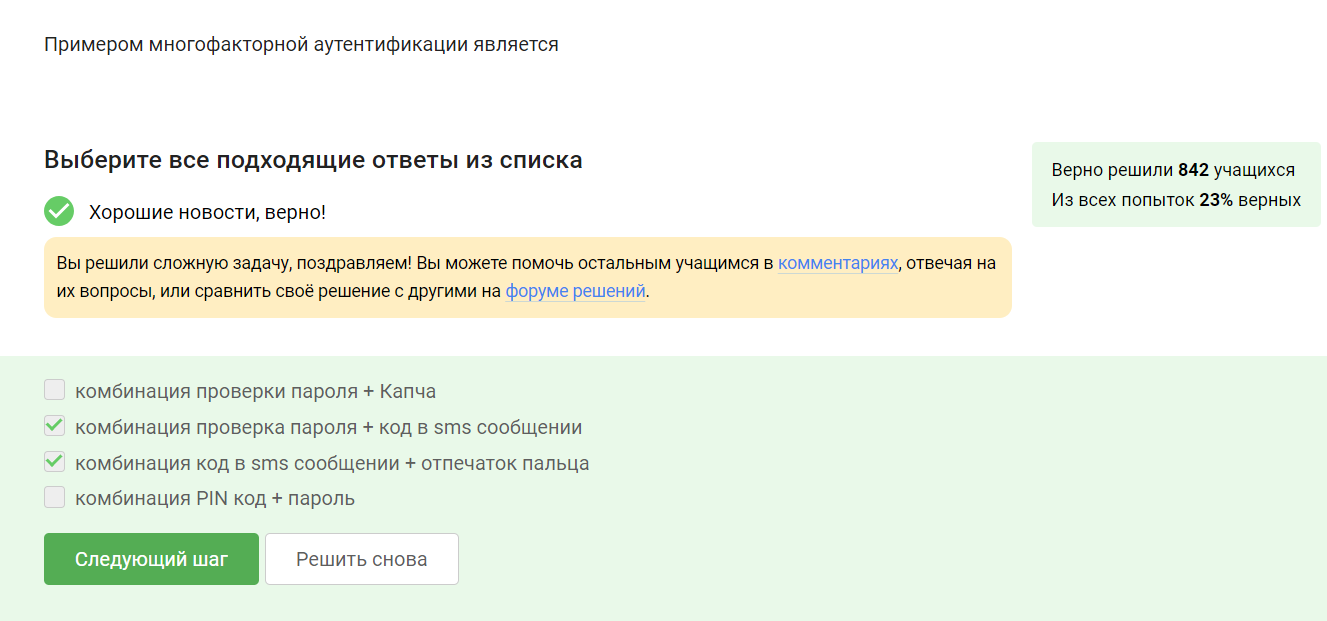 Примером многофакторной аутентификации является
Выберите все подходящие ответы из списка
Верно решили 842 учащихся
Из всех попыток 23% верных
Хорошие новости, верно!
Вы решили сложную задачу, поздравляем! Вы можете помочь остальным учащимся в комментариях, отвечая на
их вопросы, или сравнить своё решение с другими на форуме решений.
комбинация проверки пароля + Капча
комбинация проверка пароля + код в sms сообщении
комбинация код в sms сообщении + отпечаток пальца
комбинация PIN код + пароль
Следующий шаг
Решить снова